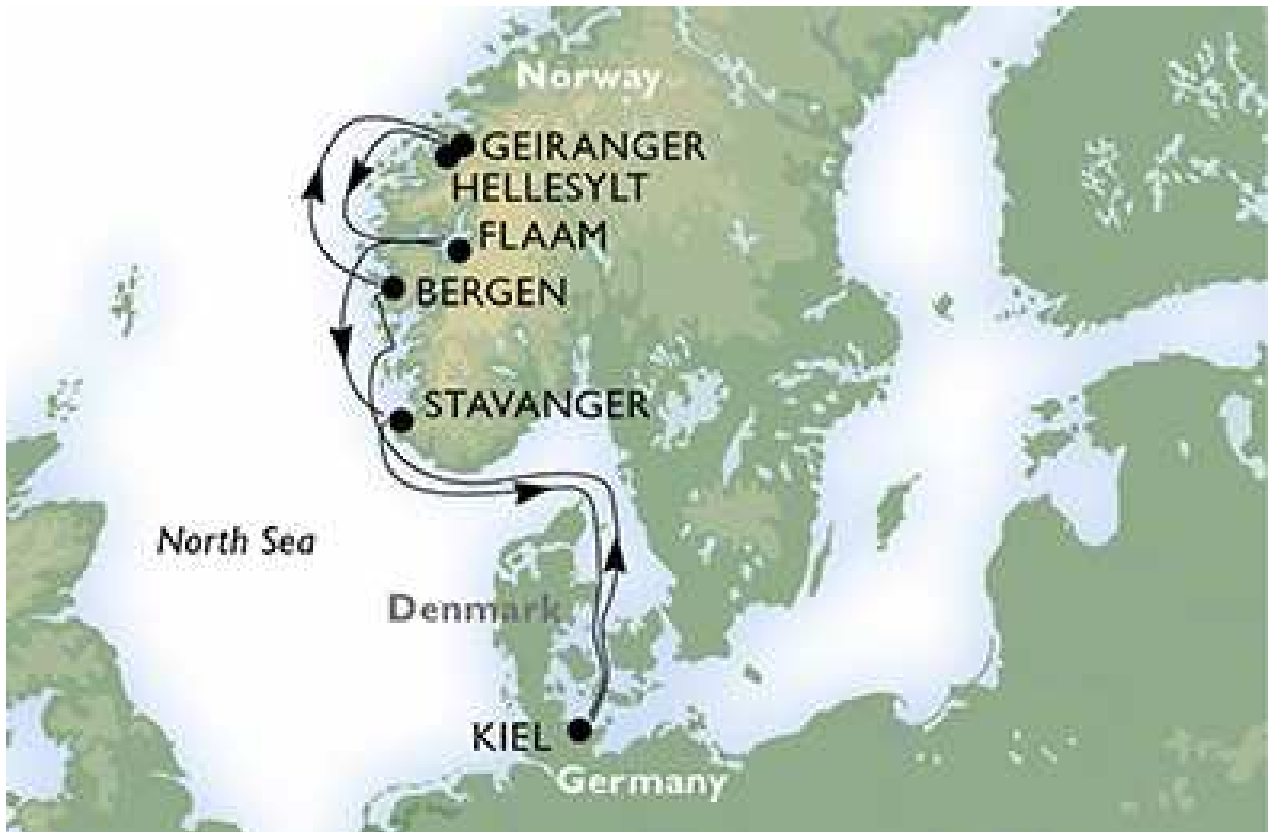 Norway
GEIRANGER
HELLESYLT
FLAAM
BERGEN
STAVANGER
North Sea
Denmark
KIEL
Germany